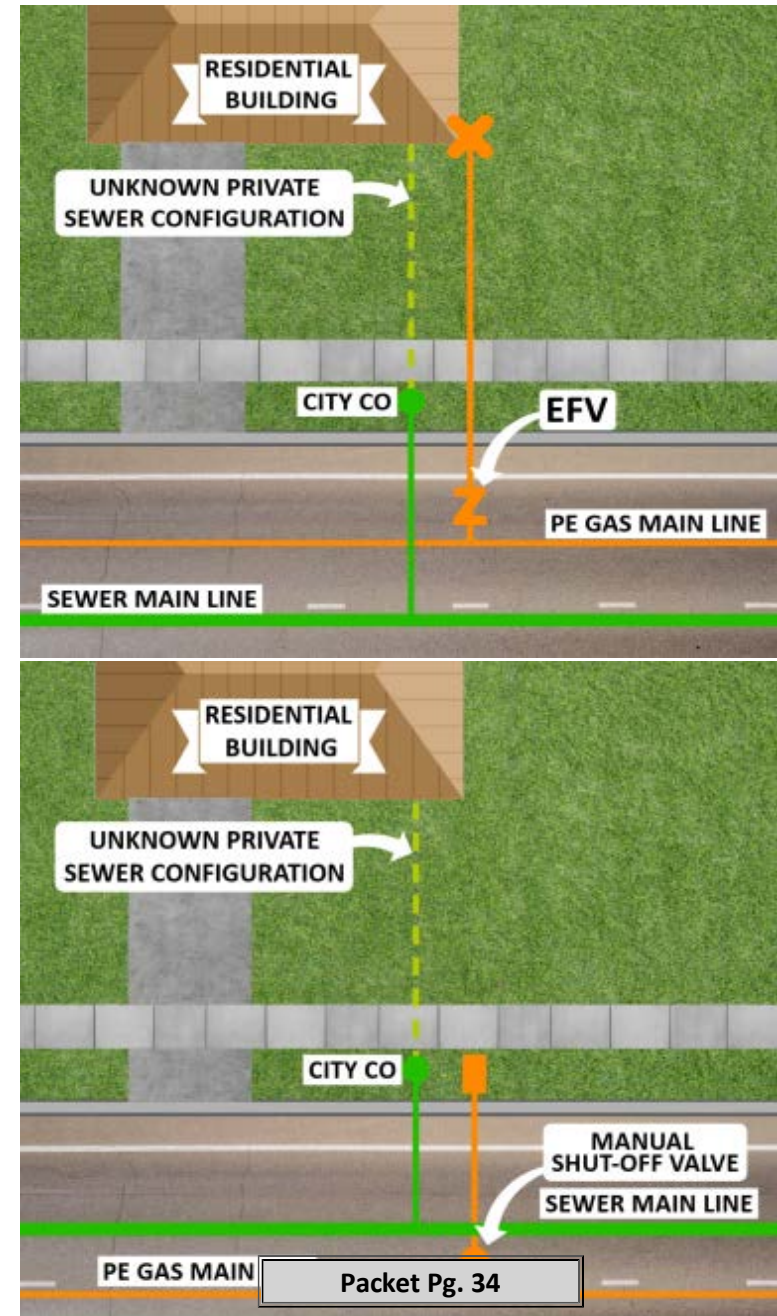 RESIDENTIAL
BUILDING
UNKNOWN PRIVATE
SEWER CONFIGURATION
CITY CO
EFV
Z
PE GAS MAIN LINE
SEWER MAIN LINE
RESIDENTIAL
BUILDING
UNKNOWN PRIVATE
SEWER CONFIGURATION
CITY CO
MANUAL
SHUT-OFF VALVE
SEWER MAIN LINE
PE GAS MAIN
Packet Pg. 34